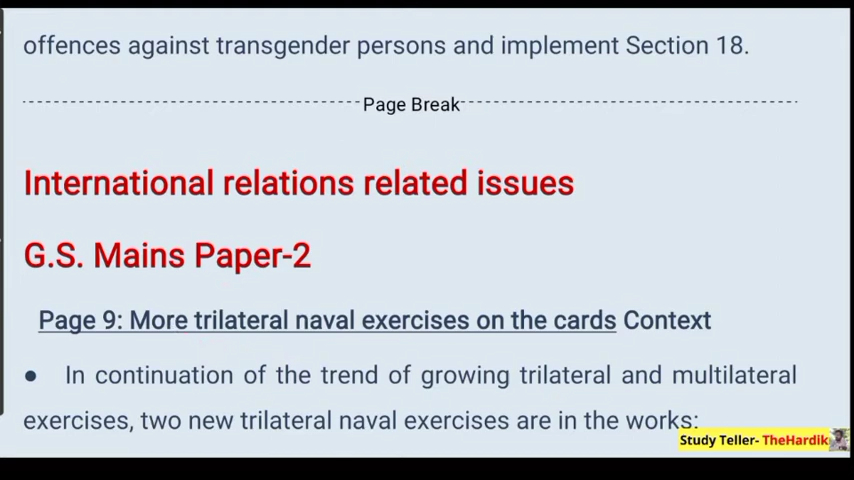 offences against transgender persons and implement Section 18.
Page Break
International relations related issues
G.S. Mains Paper-2
Page 9: More trilateral naval exercises on the cards Context
● In continuation of the trend of growing trilateral and multilateral
exercises, two new trilateral naval exercises are in the works:
Study Teller- TheHardik